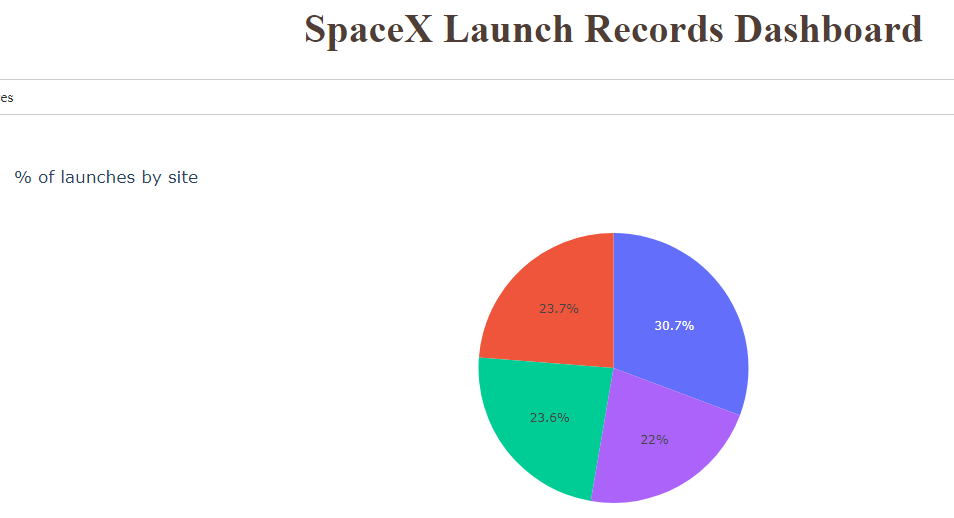 SpaceX Launch Records Dashboard
es
% of launches by site
23.7%
30.7%
23.6%
22%